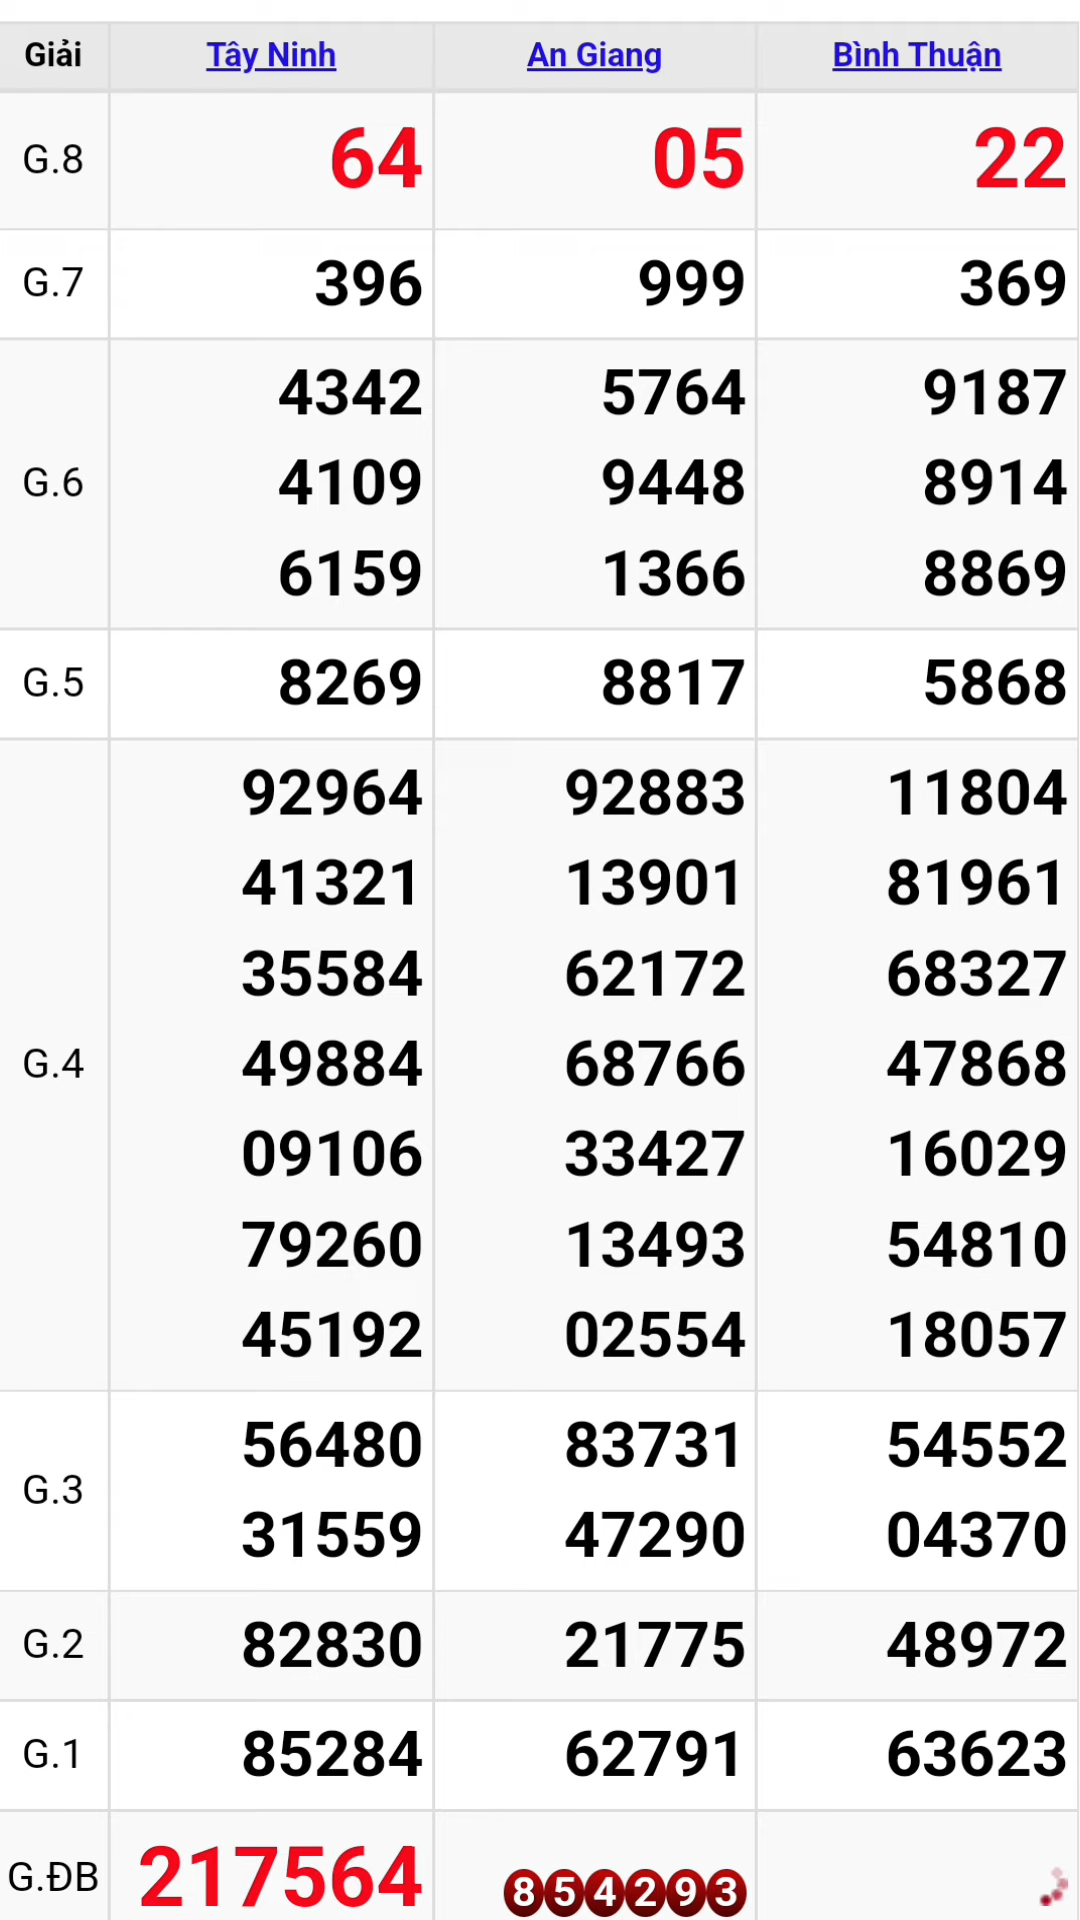 Giải Tây Ninh An Giang Bình Thuận
G.8 64 05 22
G.7 396 999 369
4342 5764 9187
G.6 4109 9448 8914
6159 1366 8869
G.5 8269 8817 5868
92964 92883 11804
41321 13901 81961
35584 62172 68327
G.4 49884 68766 47868
09106 33427 16029
79260 13493 54810
45192 02554 18057
56480 83731 54552
G.3
31559 47290 04370
G.2 82830 21775 48972
G.1 85284 62791 63623
G.ĐB 217564 854293